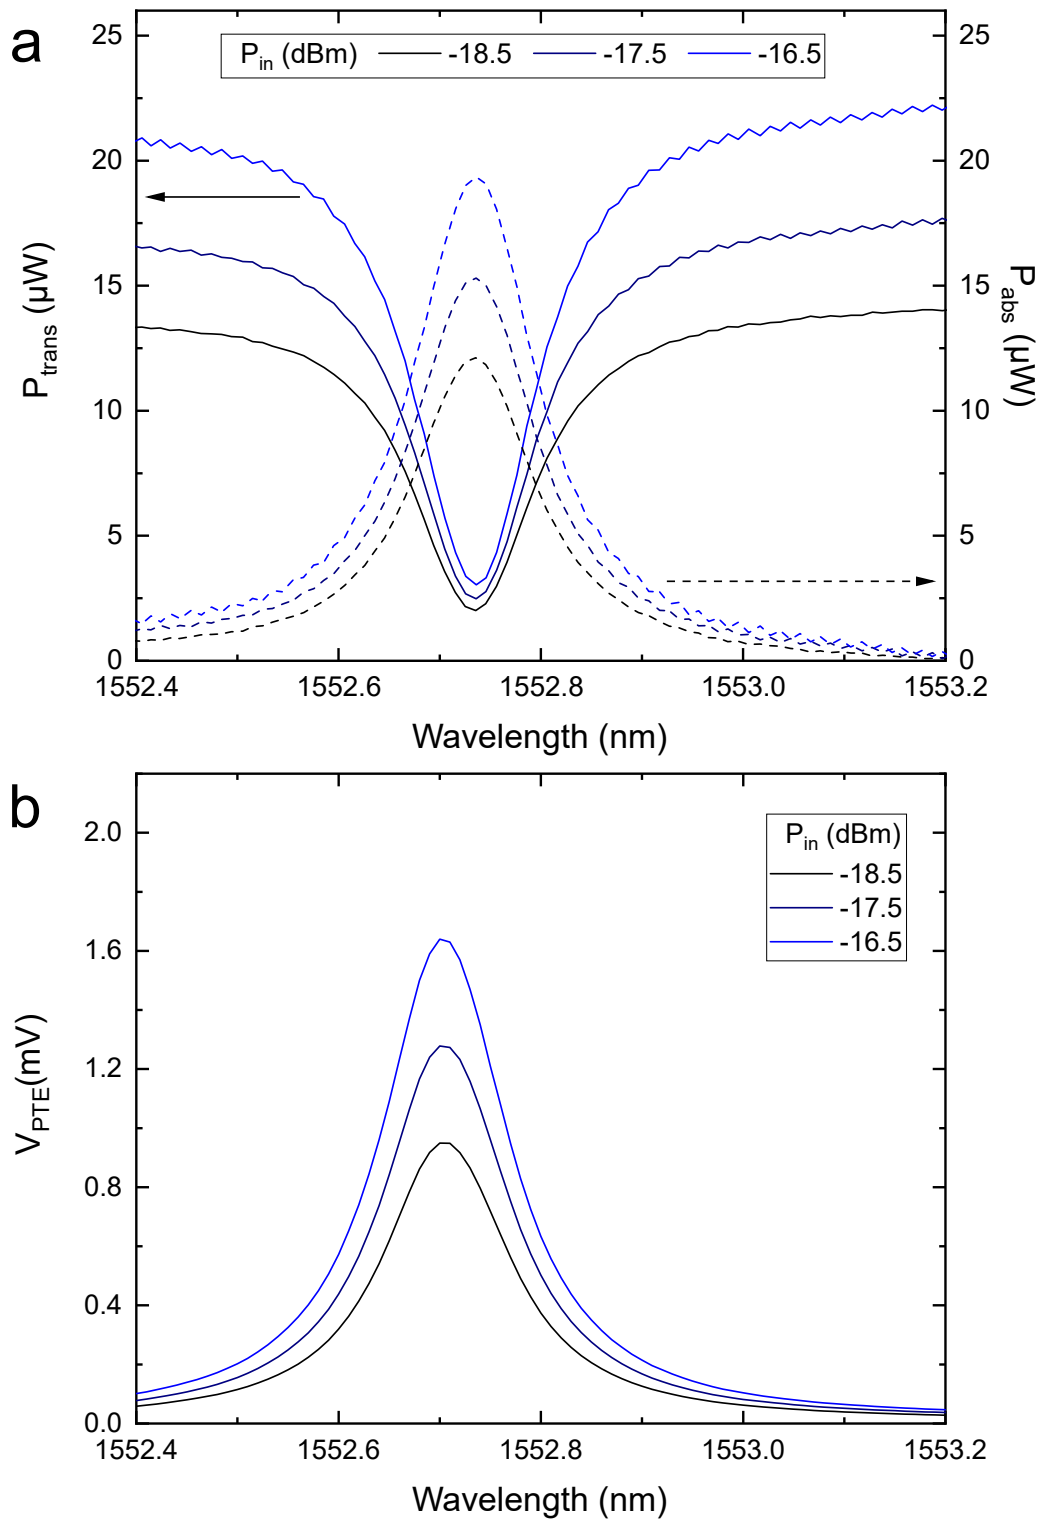 a
P_in (dBm) -18.5 -17.5 -16.5
25
20
15
10
5
0
P_trans (μW)
25
20
15
10
5
0
P_abs (μW)
1552.4 1552.6 1552.8 1553.0 1553.2
Wavelength (nm)
b
P_in (dBm)
-18.5
-17.5
-16.5
2.0
1.6
1.2
0.8
0.4
0.0
V_PTE(mV)
1552.4 1552.6 1552.8 1553.0 1553.2
Wavelength (nm)